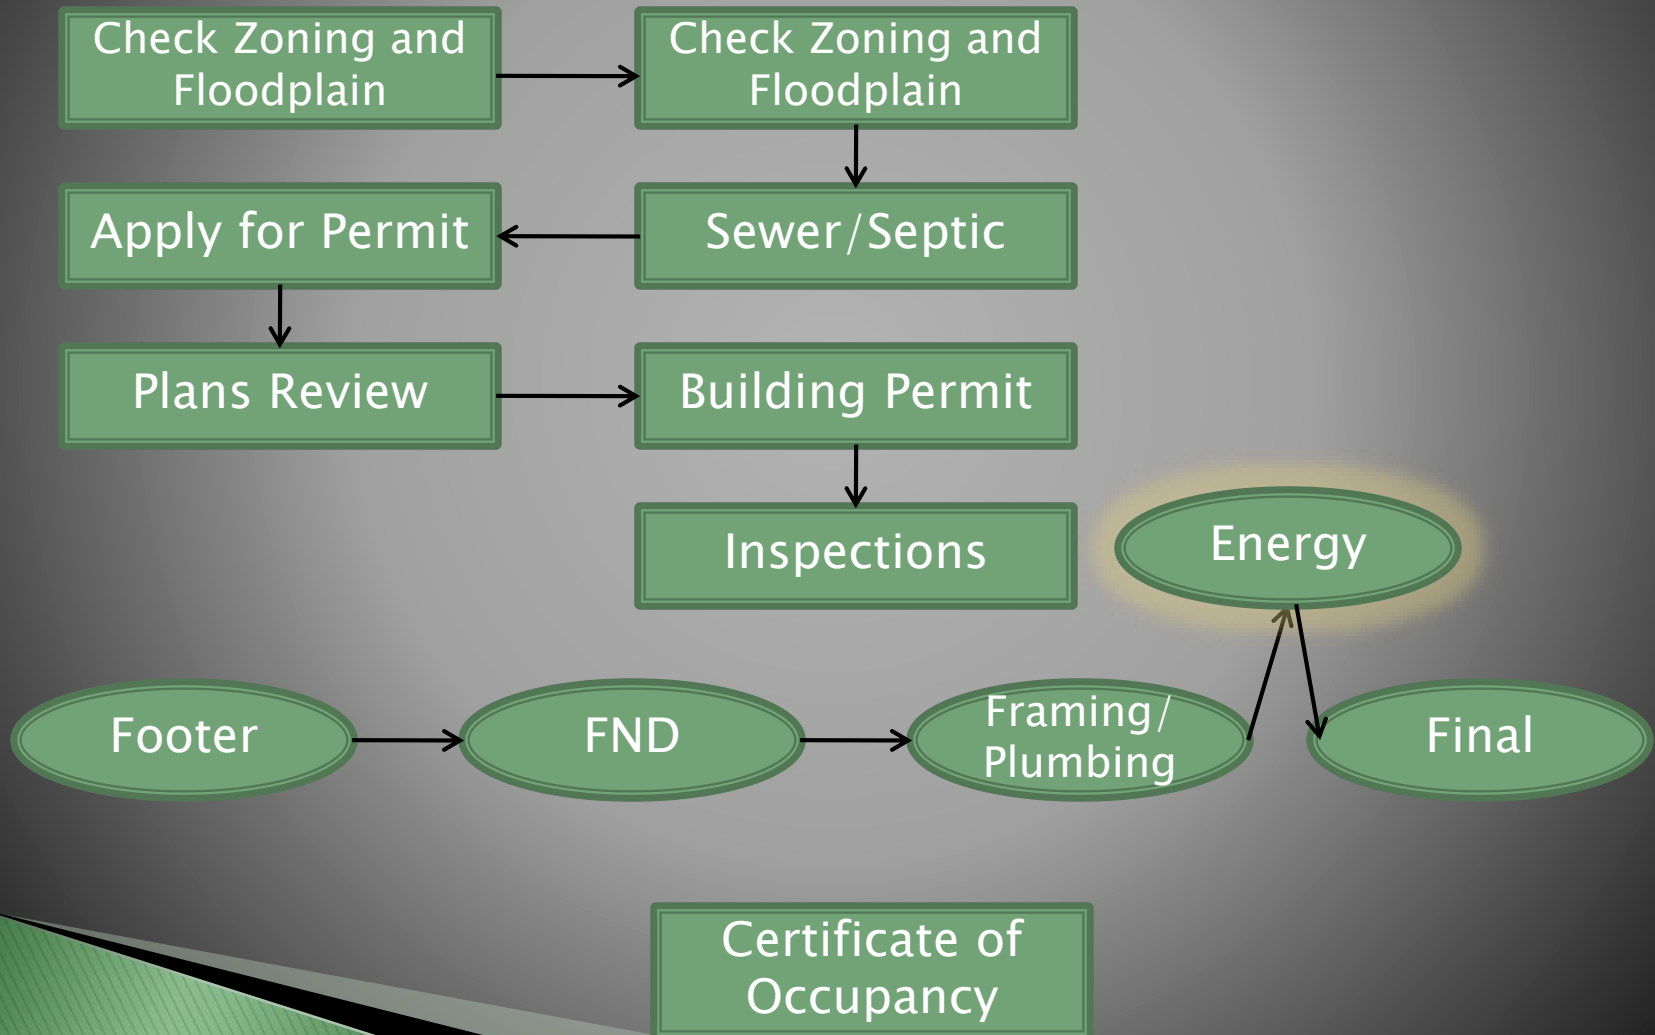 Check Zoning and
Floodplain
Check Zoning and
Floodplain
Apply for Permit
Sewer/Septic
Plans Review
Building Permit
Inspections
Energy
Footer
FND
Framing/
Plumbing
Final
Certificate of
Occupancy